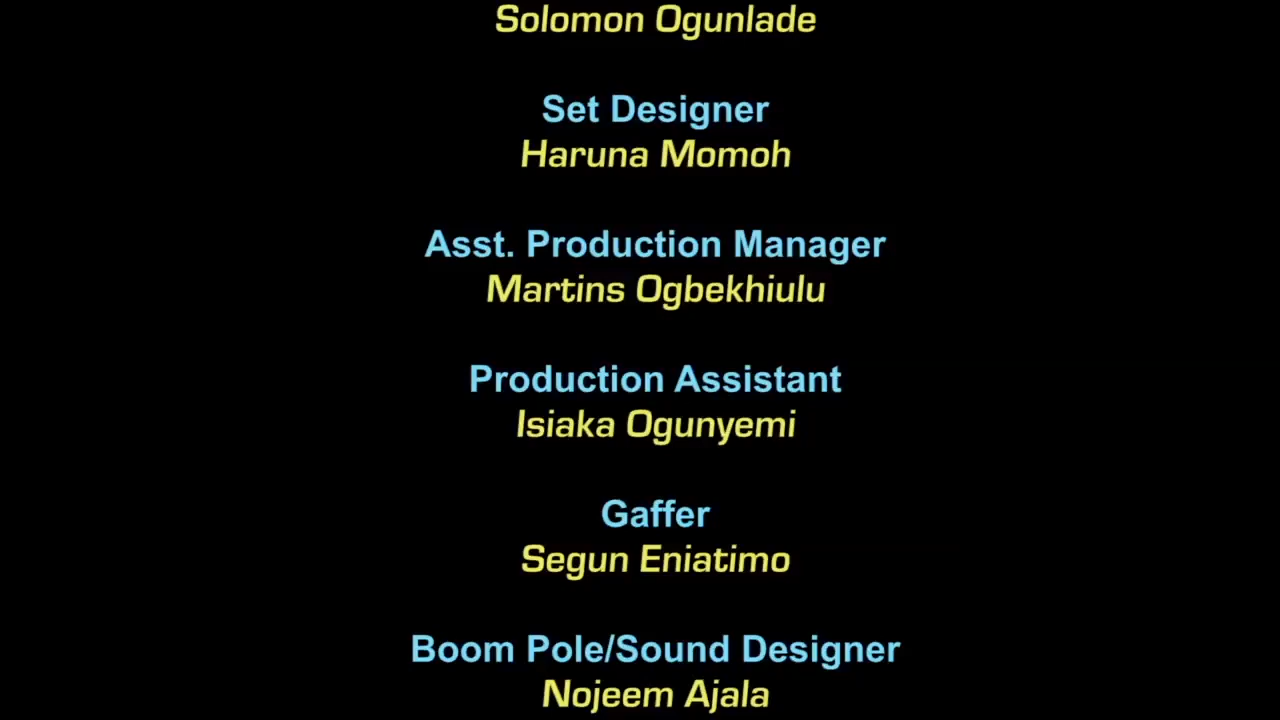 Solomon Ogunlade
Set Designer
Haruna Momoh
Asst. Production Manager
Martins Ogbekhiulu
Production Assistant
Isiaka Ogunyemi
Gaffer
Segun Eniatimo
Boom Pole/Sound Designer
Nojeem Ajala